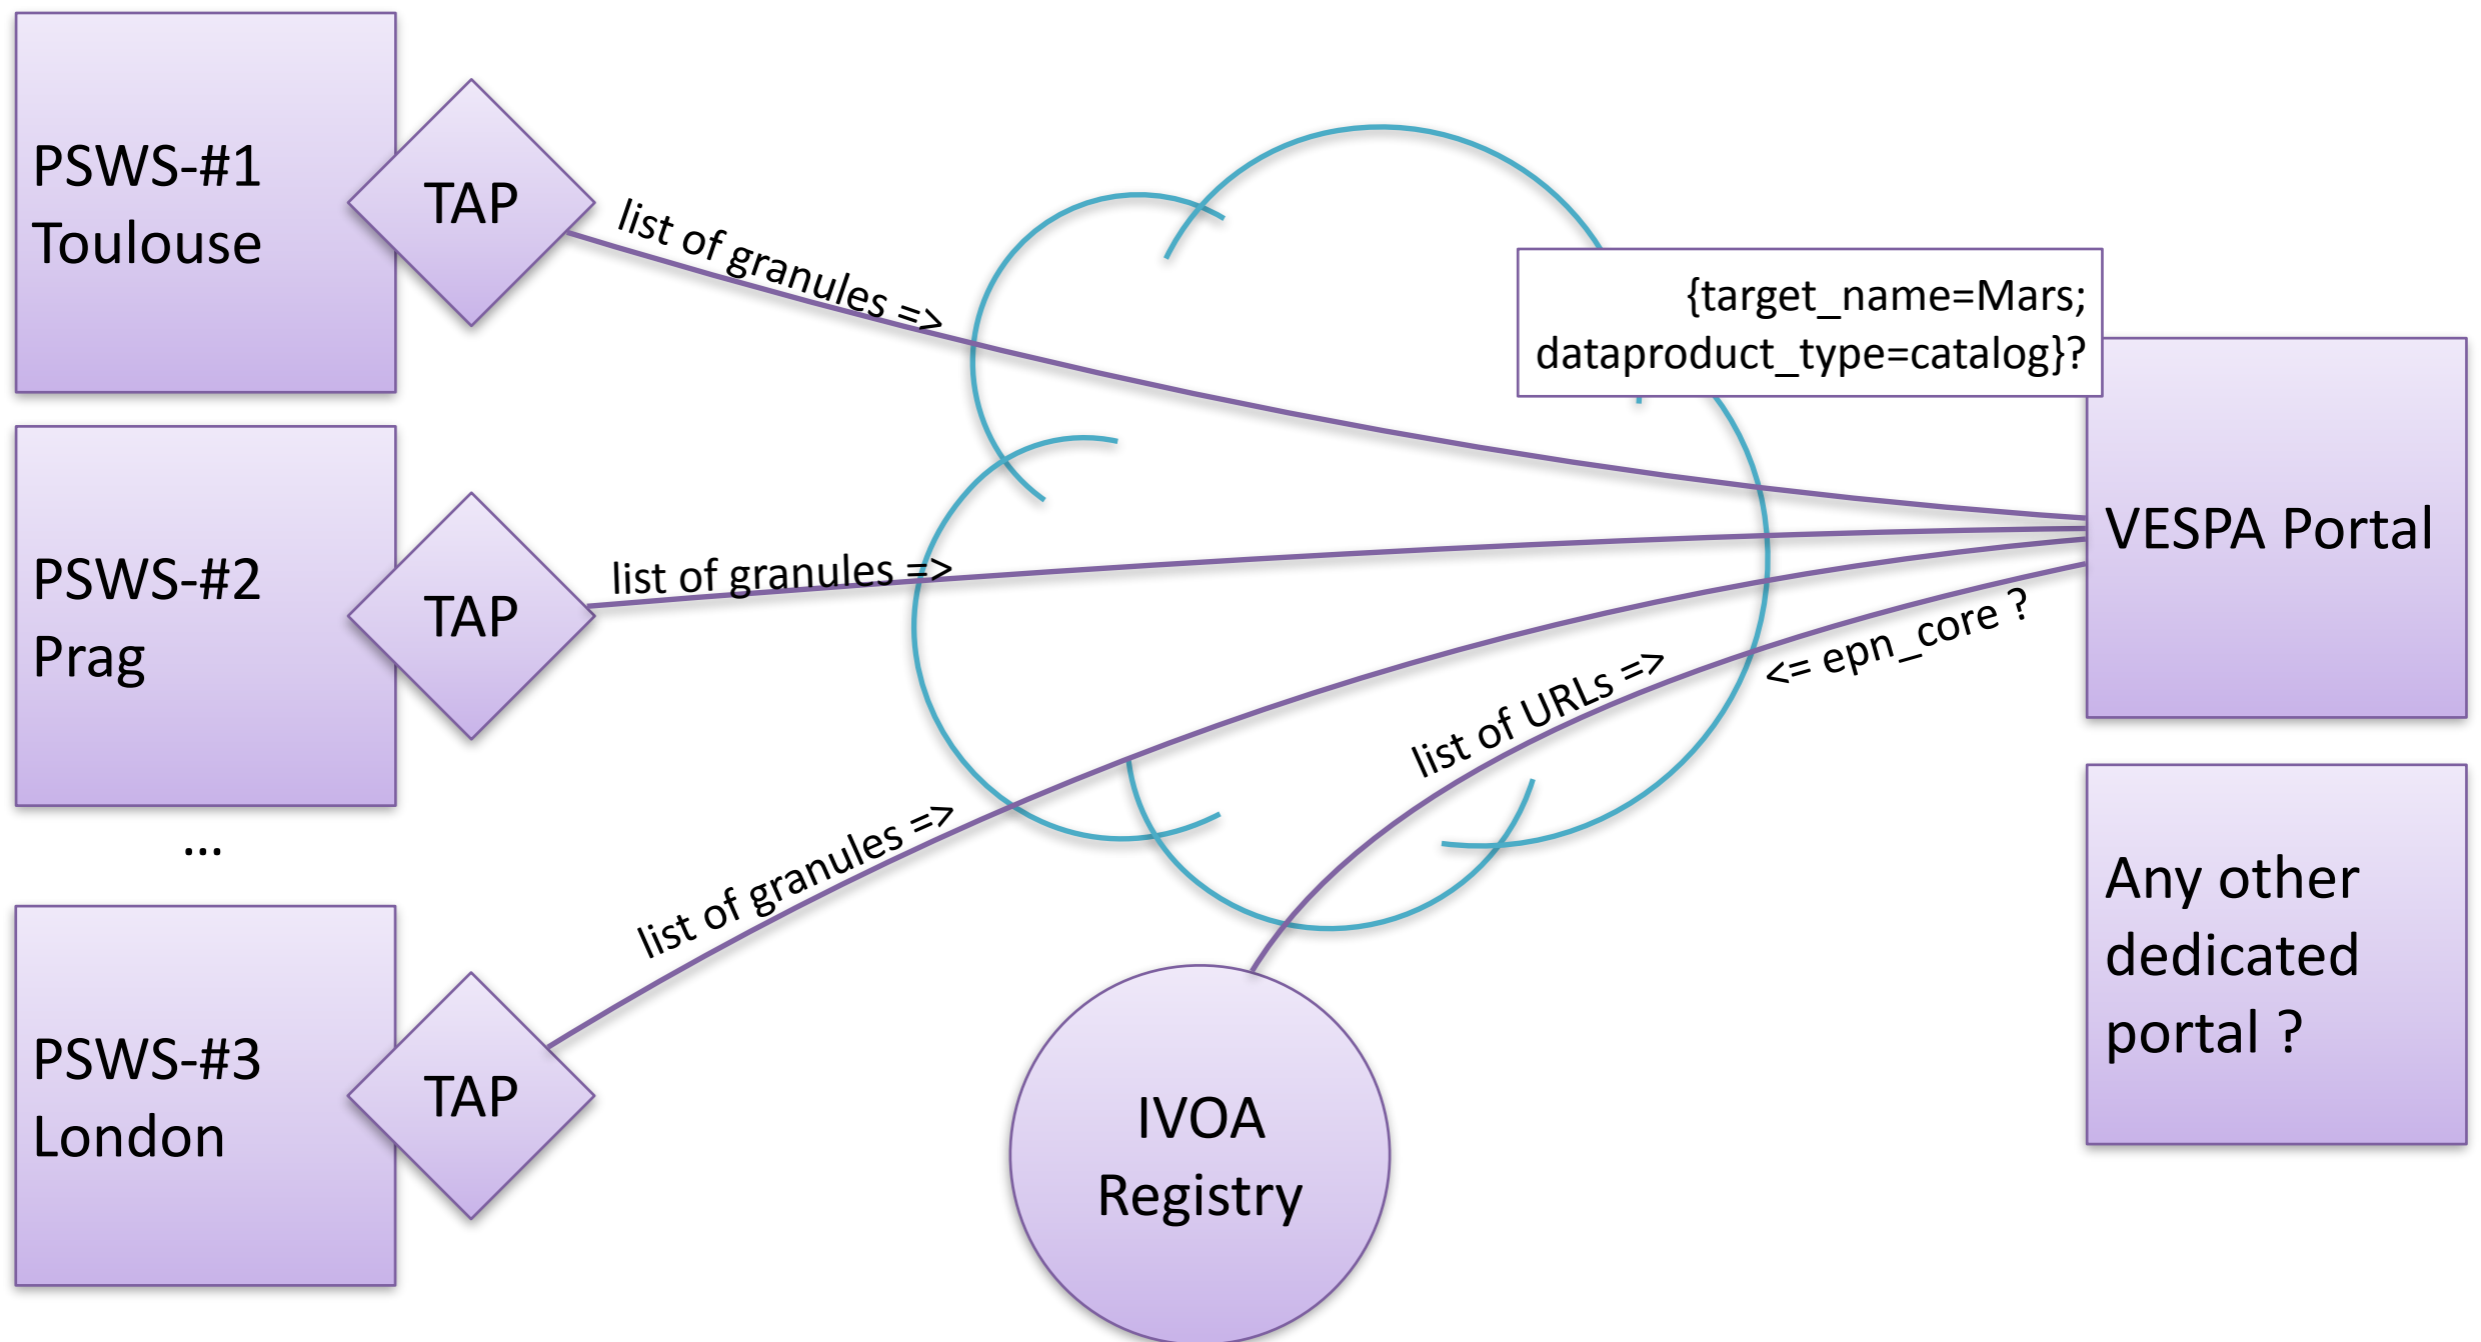 PSWS-#1
Toulouse
TAP
list of granules =>
{target_name=Mars;
dataproduct_type=catalog}?
VESPA Portal
PSWS-#2
Prag
TAP
list of granules =>
<= epn_core ?
list of URLs =>
...
list of granules =>
PSWS-#3
London
TAP
IVOA
Registry
Any other
dedicated
portal ?